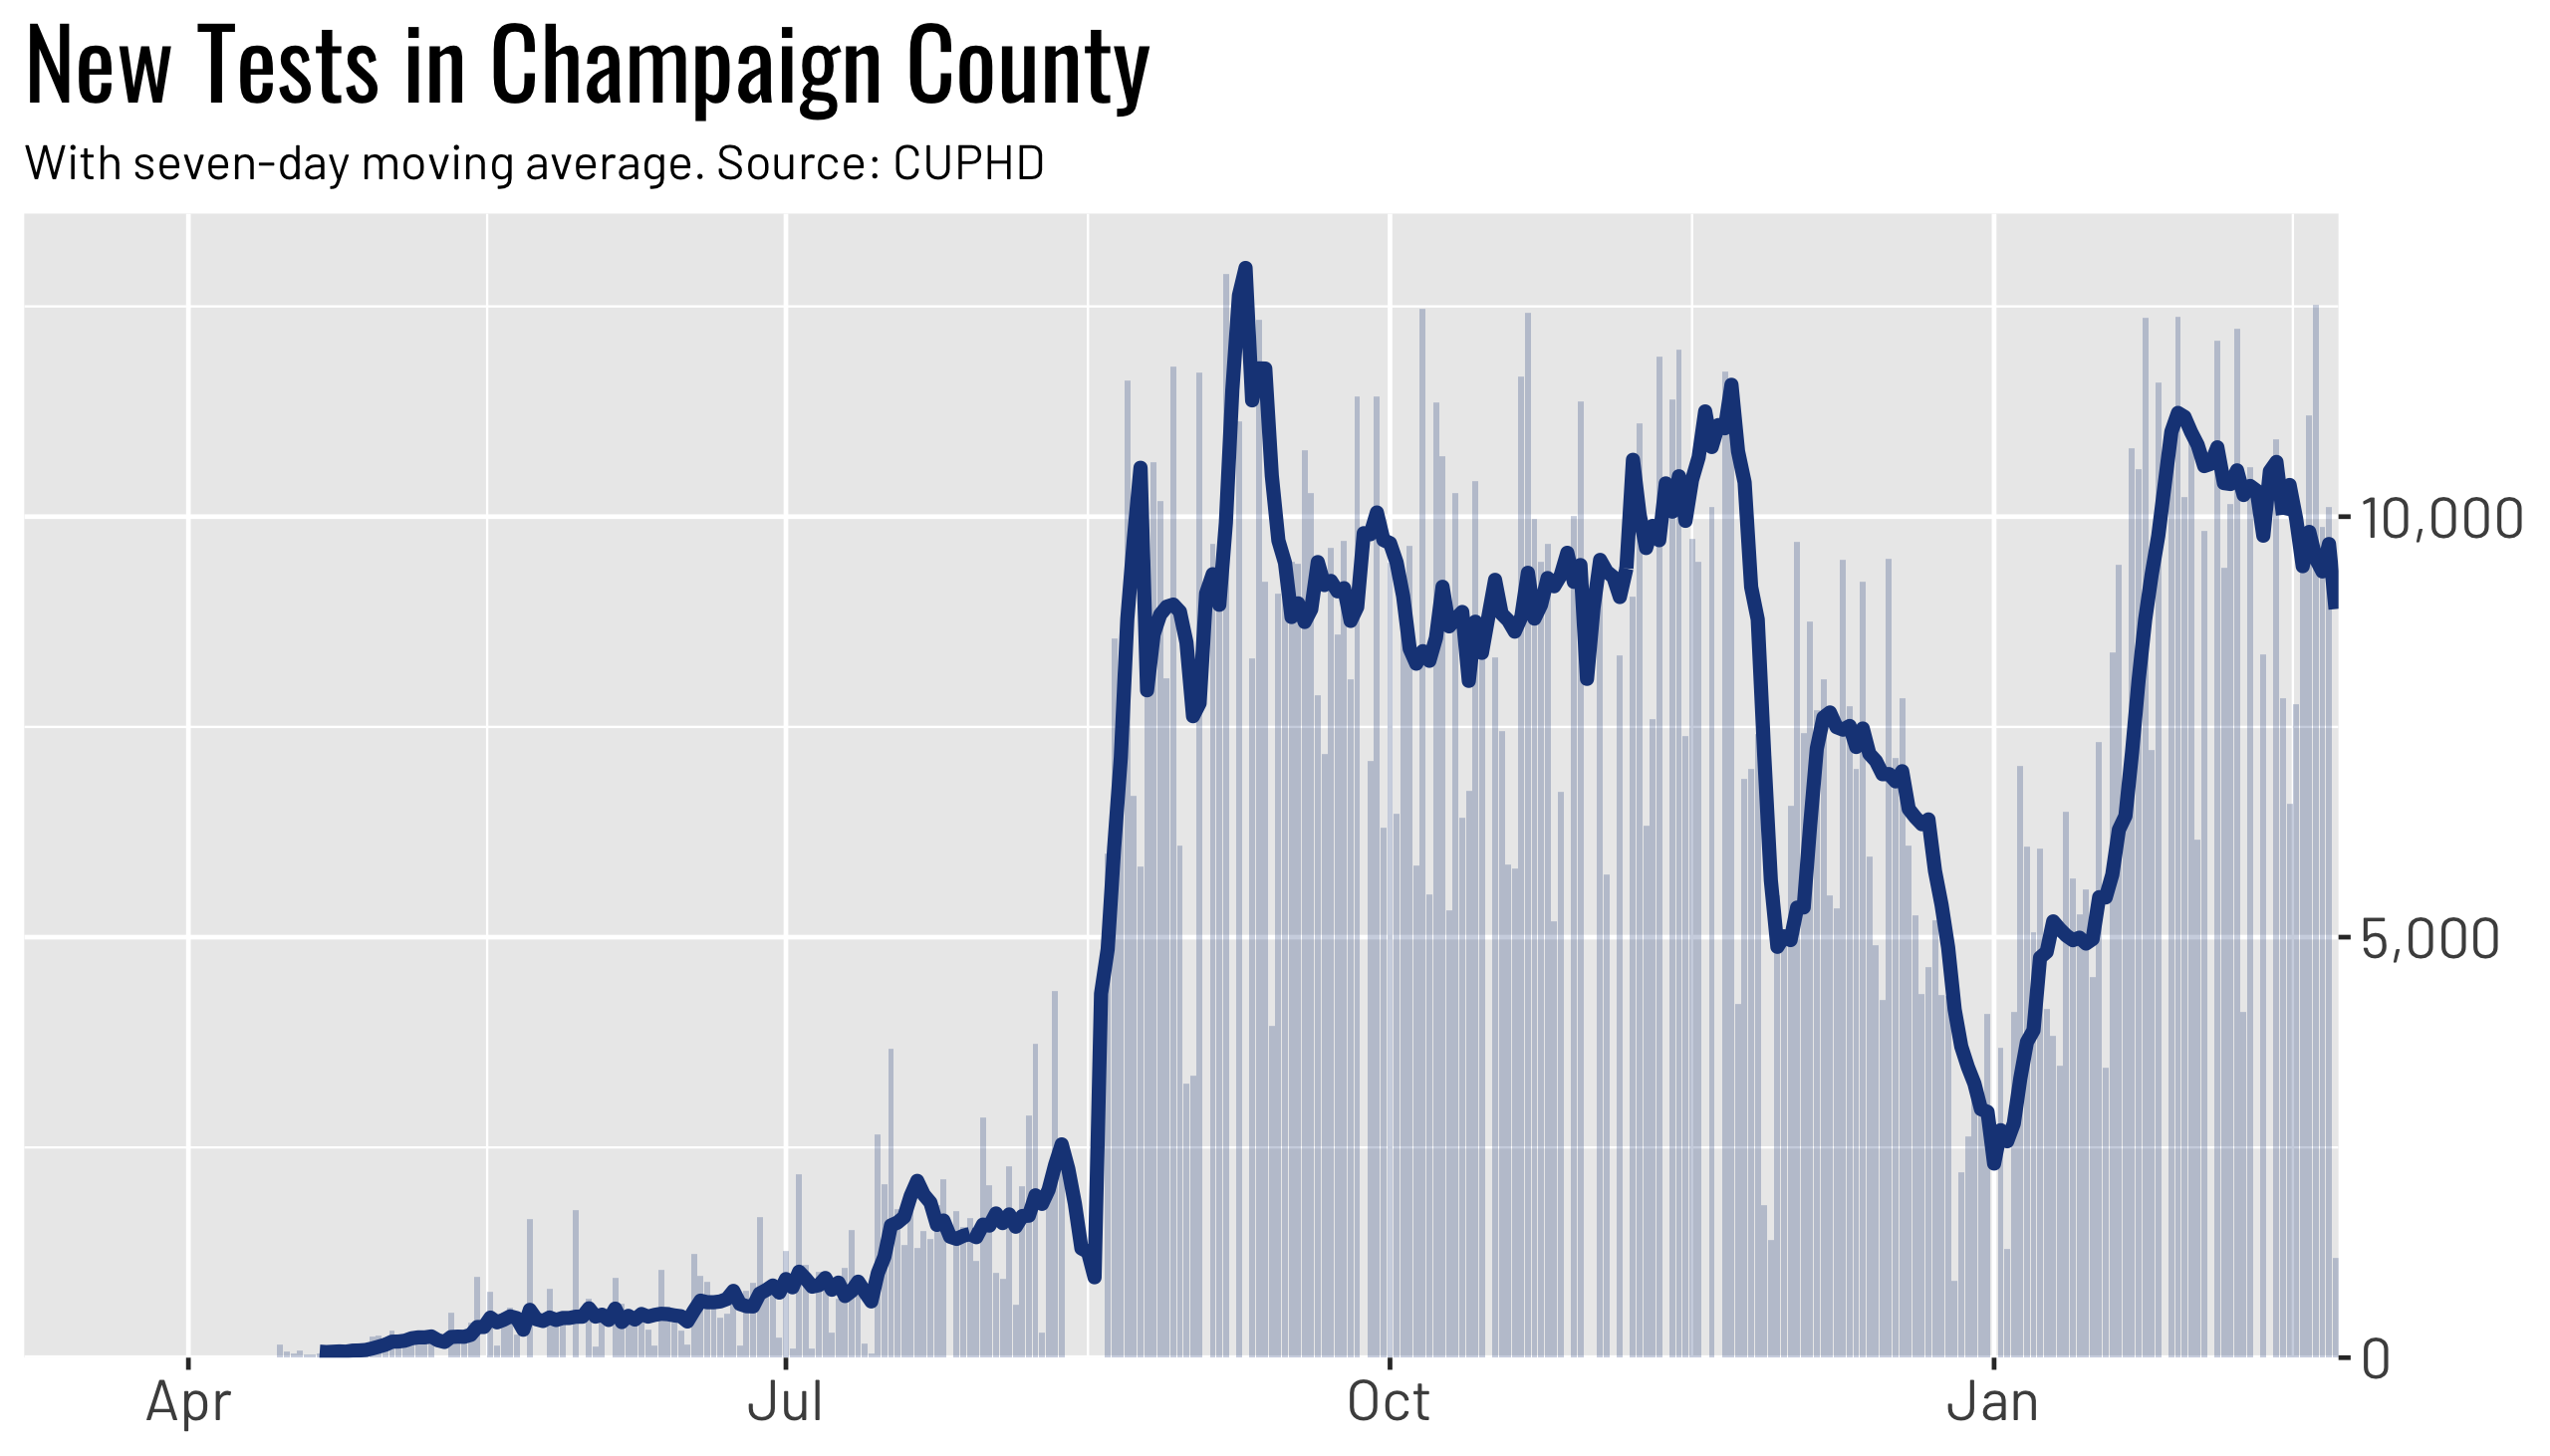 New Tests in Champaign County
With seven-day moving average. Source: CUPHD
10,000
5,000
0
Apr Jul Oct Jan